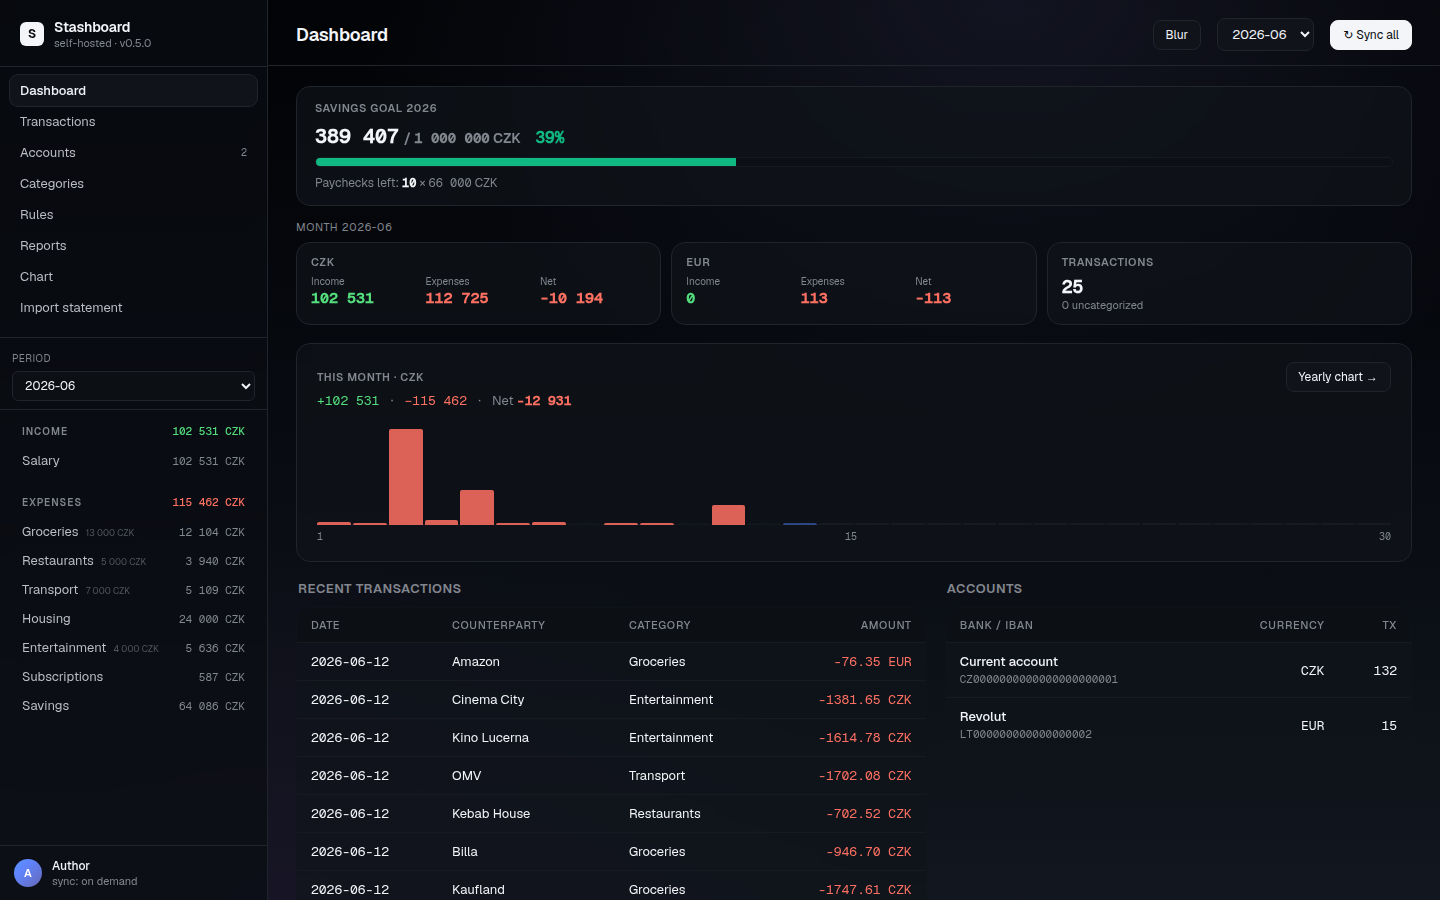 S
Stashboard
self-hosted · v0.5.0
Dashboard
Transactions
Accounts 2
Categories
Rules
Reports
Chart
Import statement
PERIOD
2026-06
INCOME 102 531 CZK
Salary 102 531 CZK
EXPENSES 115 462 CZK
Groceries 13 000 CZK 12 104 CZK
Restaurants 5 000 CZK 3 940 CZK
Transport 7 000 CZK 5 109 CZK
Housing 24 000 CZK
Entertainment 4 000 CZK 5 636 CZK
Subscriptions 587 CZK
Savings 64 086 CZK
A
Author
sync: on demand
Dashboard
Blur
2026-06
↻ Sync all
SAVINGS GOAL 2026
389 407 / 1 000 000 CZK 39%
Paychecks left: 10 × 66 000 CZK
MONTH 2026-06
CZK
Income Expenses Net
102 531 112 725 -10 194
EUR
Income Expenses Net
0 113 -113
TRANSACTIONS
25
0 uncategorized
THIS MONTH · CZK
Yearly chart →
+102 531 · −115 462 · Net −12 931
1 15 30
RECENT TRANSACTIONS
DATE COUNTERPARTY CATEGORY AMOUNT
2026-06-12 Amazon Groceries -76.35 EUR
2026-06-12 Cinema City Entertainment -1381.65 CZK
2026-06-12 Kino Lucerna Entertainment -1614.78 CZK
2026-06-12 OMV Transport -1702.08 CZK
2026-06-12 Kebab House Restaurants -702.52 CZK
2026-06-12 Billa Groceries -946.70 CZK
2026-06-12 Kaufland Groceries -1747.61 CZK
ACCOUNTS
BANK / IBAN CURRENCY TX
Current account CZK 132
CZ0000000000000000000001
Revolut EUR 15
LT000000000000000002